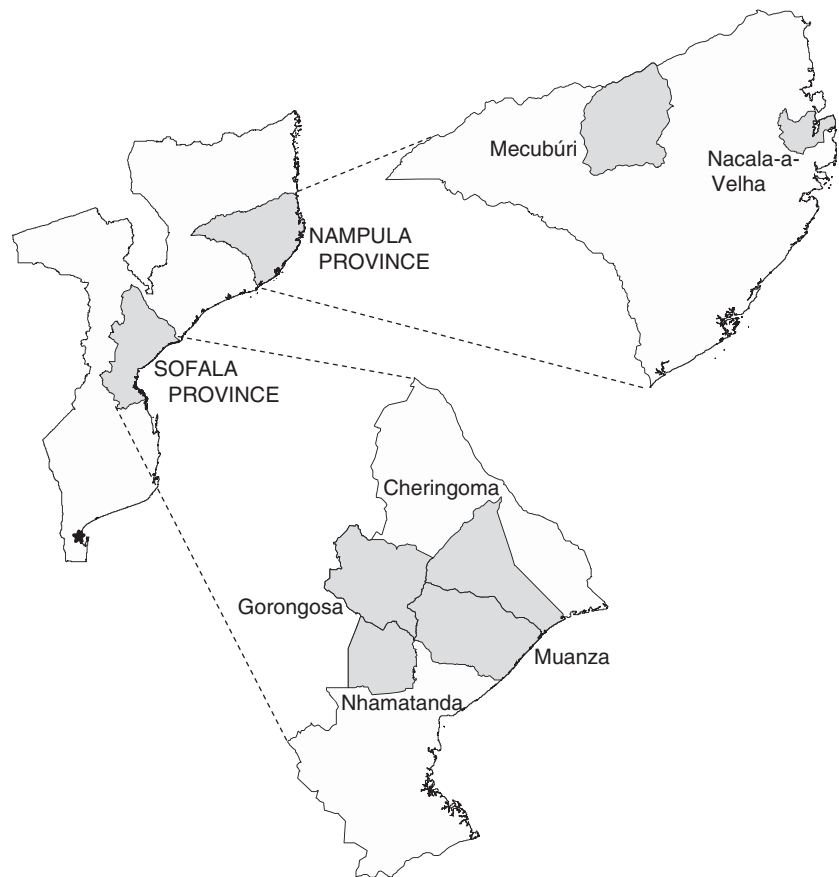 Mecubúri
Nacala-a-
Velha
NAMPULA
PROVINCE
SOFALA
PROVINCE
Cheringoma
Gorongosa
Muanza
Nhamatanda